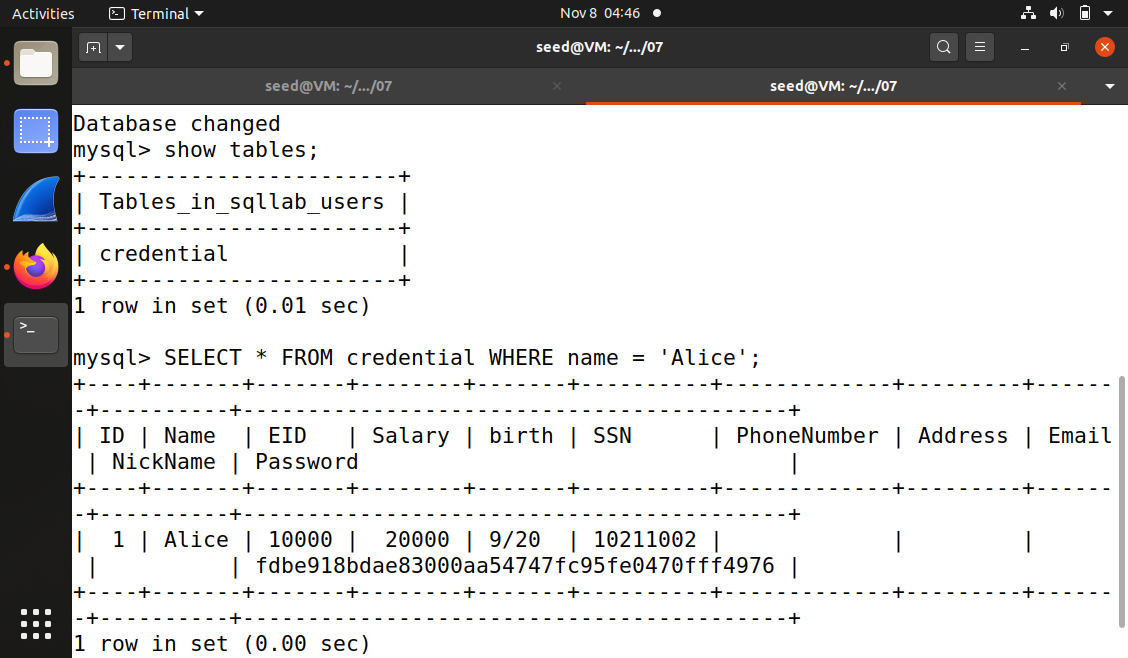 Activities Terminal Nov 8 04:46
seed@VM: ~/.../07
seed@VM: ~/.../07 seed@VM: ~/.../07
Database changed
mysql> show tables;
+------------------------+
| Tables_in_sqllab_users |
+------------------------+
| credential             |
+------------------------+
1 row in set (0.01 sec)

mysql> SELECT * FROM credential WHERE name = 'Alice';
+----+-------+-------+--------+-------+----------+-------------+---------+------
-+----------+------------------------------------------+
| ID | Name  | EID   | Salary | birth | SSN      | PhoneNumber | Address | Email
 | NickName | Password                                 |
+----+-------+-------+--------+-------+----------+-------------+---------+------
-+----------+------------------------------------------+
|  1 | Alice | 10000 |  20000 | 9/20  | 10211002 |             |         |
 |          | fdbe918bdae83000aa54747fc95fe0470fff4976 |
+----+-------+-------+--------+-------+----------+-------------+---------+------
-+----------+------------------------------------------+
1 row in set (0.00 sec)